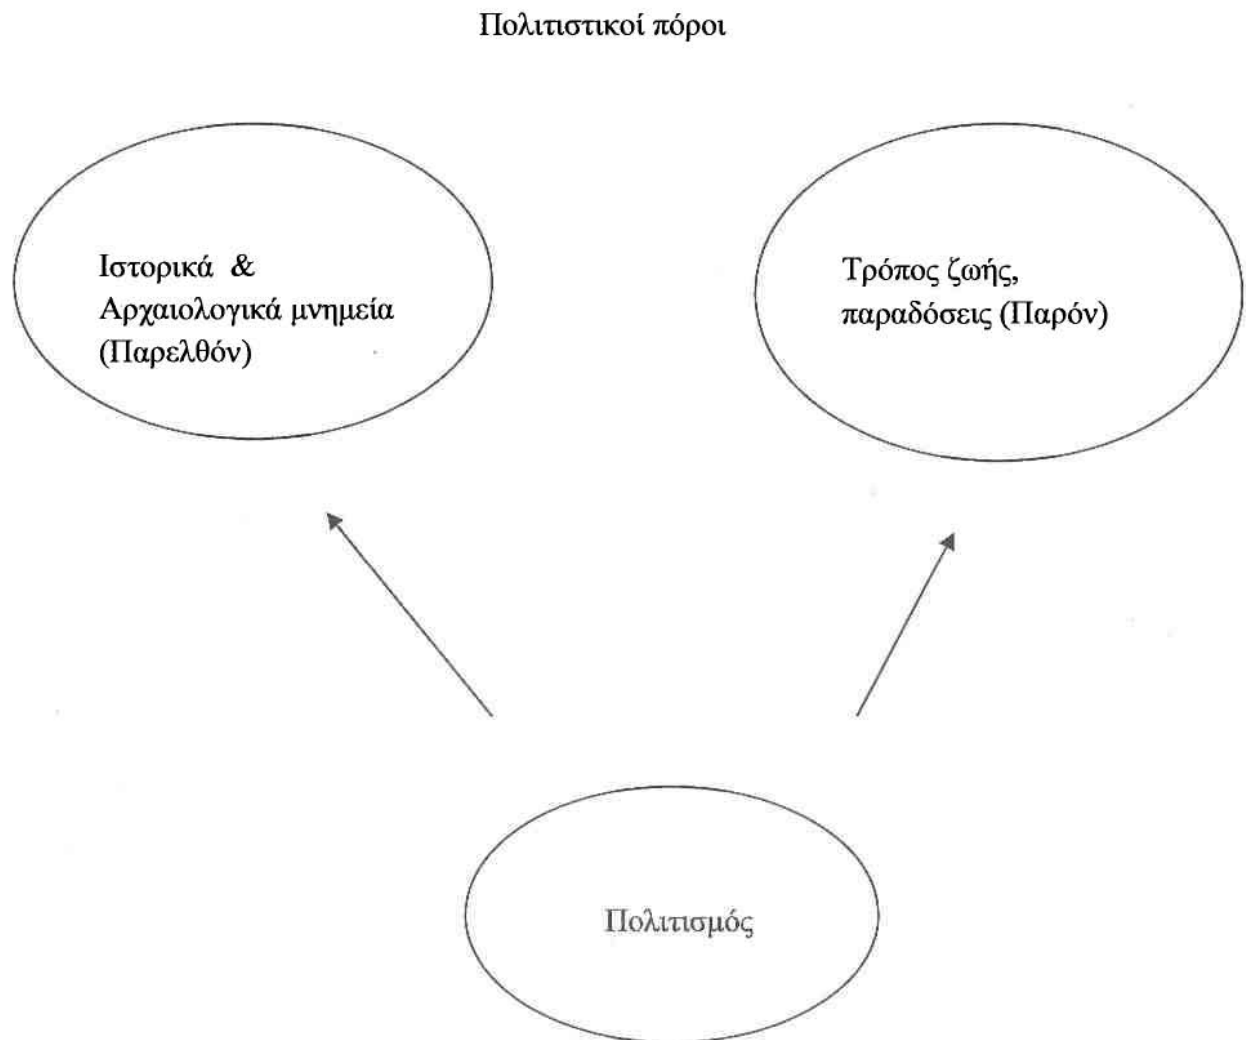 Πολιτιστικοί πόροι
Ιστορικά &
Αρχαιολογικά μνημεία
(Παρελθόν)
Τρόπος ζωής,
παραδόσεις (Παρόν)
Πολιτισμός